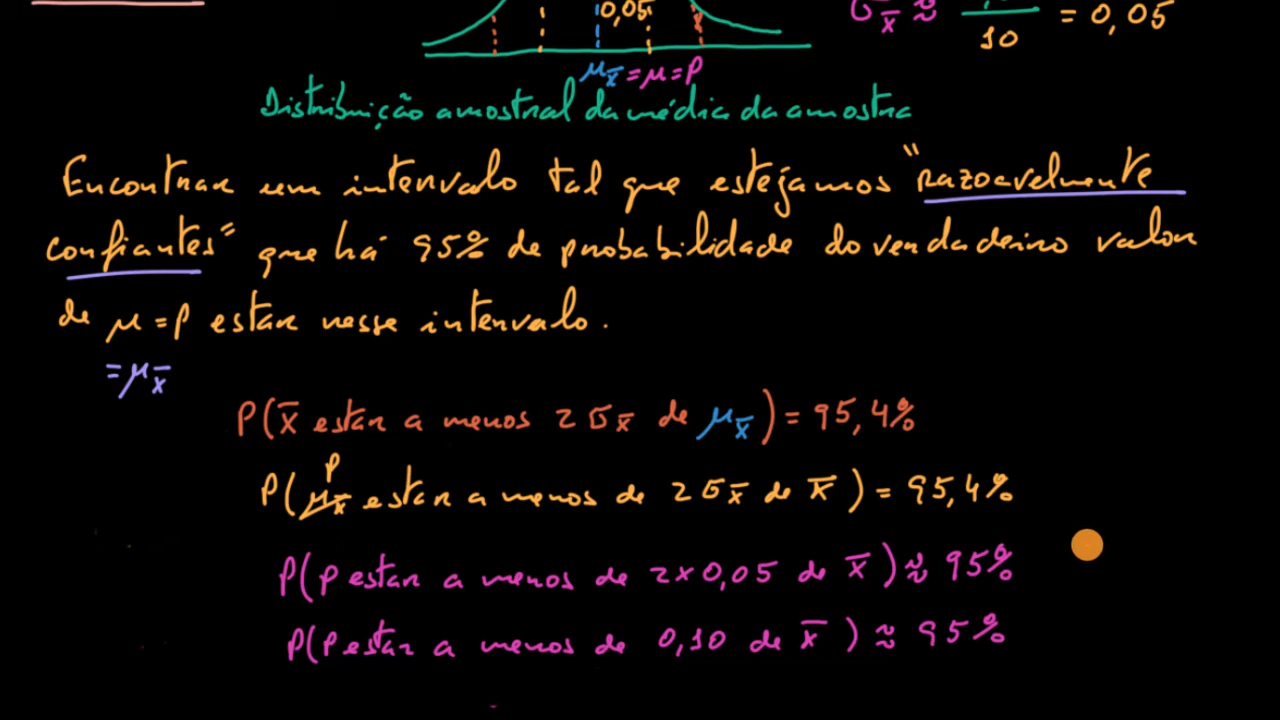 0,05
σx̄ ≈ /10 = 0,05
μx̄ = μ = p
Distribuição amostral da média da amostra
Encontrar um intervalo tal que estejamos "razoavelmente
confiantes" que há 95% de probabilidade do verdadeiro valor
de μ = p estar nesse intervalo.
= μx̄
P(x̄ estar a menos 2σx̄ de μx̄) = 95,4%
p
P(μx̄ estar a menos de 2σx̄ de x̄) = 95,4%
P(p estar a menos de 2×0,05 de x̄) ≈ 95%
P(p estar a menos de 0,10 de x̄) ≈ 95%